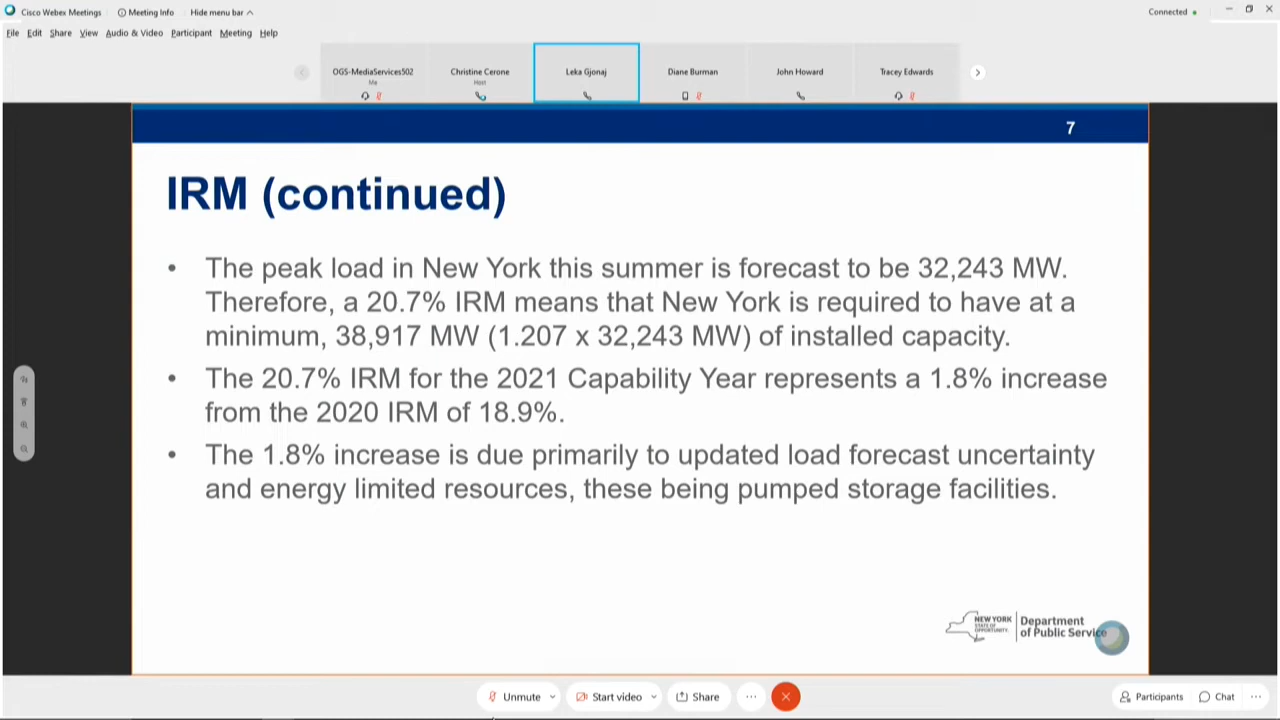 Cisco Webex Meetings Meeting Info Hide menu bar Connected
File Edit Share View Audio & Video Participant Meeting Help
OGS-MediaServices502 Christine Cerone Leka Gjonaj Diane Burman John Howard Tracey Edwards
Me Host
7
IRM (continued)
• The peak load in New York this summer is forecast to be 32,243 MW.
Therefore, a 20.7% IRM means that New York is required to have at a
minimum, 38,917 MW (1.207 x 32,243 MW) of installed capacity.
• The 20.7% IRM for the 2021 Capability Year represents a 1.8% increase
from the 2020 IRM of 18.9%.
• The 1.8% increase is due primarily to updated load forecast uncertainty
and energy limited resources, these being pumped storage facilities.
NEW YORK
STATE OF
OPPORTUNITY.
Department
of Public Service
Unmute Start video Share Participants Chat